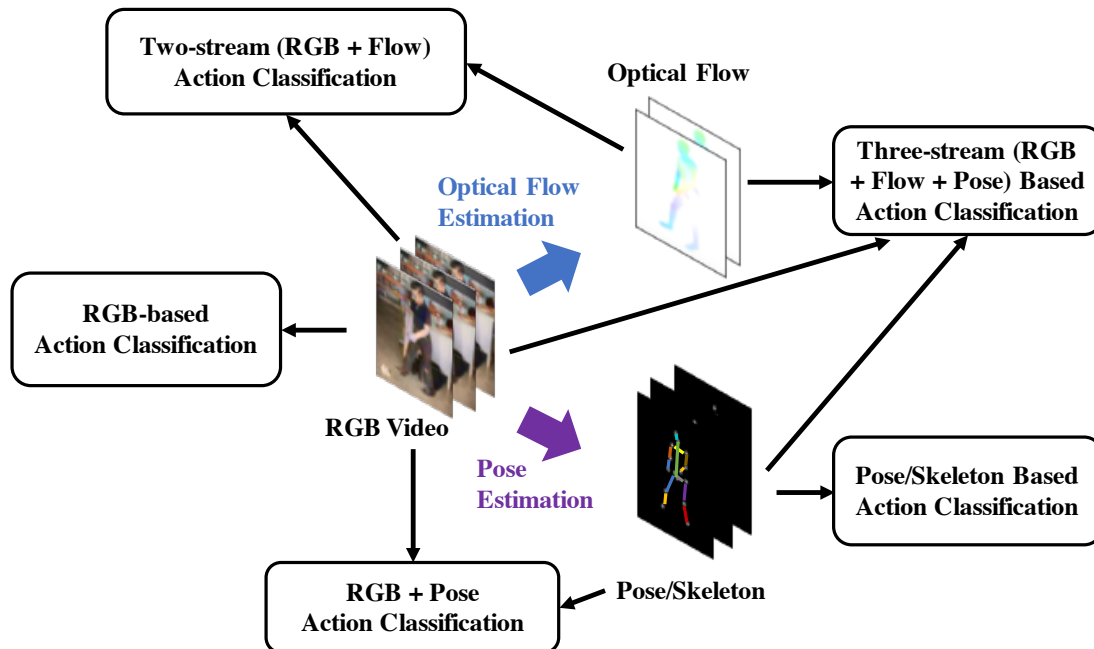 Two-stream (RGB + Flow)
Action Classification
Optical Flow
Three-stream (RGB
+ Flow + Pose) Based
Action Classification
Optical Flow
Estimation
RGB-based
Action Classification
RGB Video
Pose
Estimation
Pose/Skeleton Based
Action Classification
RGB + Pose
Action Classification
Pose/Skeleton